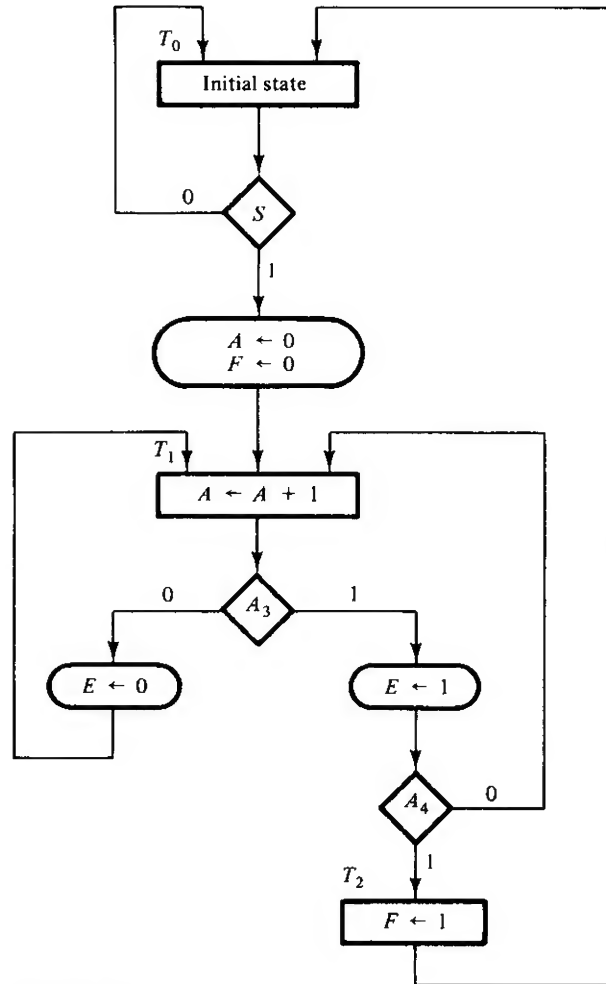 T₀
Initial state
0
S
1
A ← 0
F ← 0
T₁
A ← A + 1
0
A₃
1
E ← 0
E ← 1
A₄
0
1
T₂
F ← 1